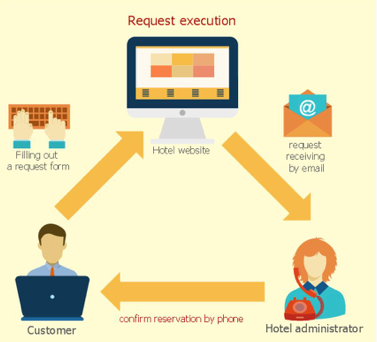 Request execution
Hotel website
Filling out
a request form
request
receiving
by email
Customer
confirm reservation by phone
Hotel administrator